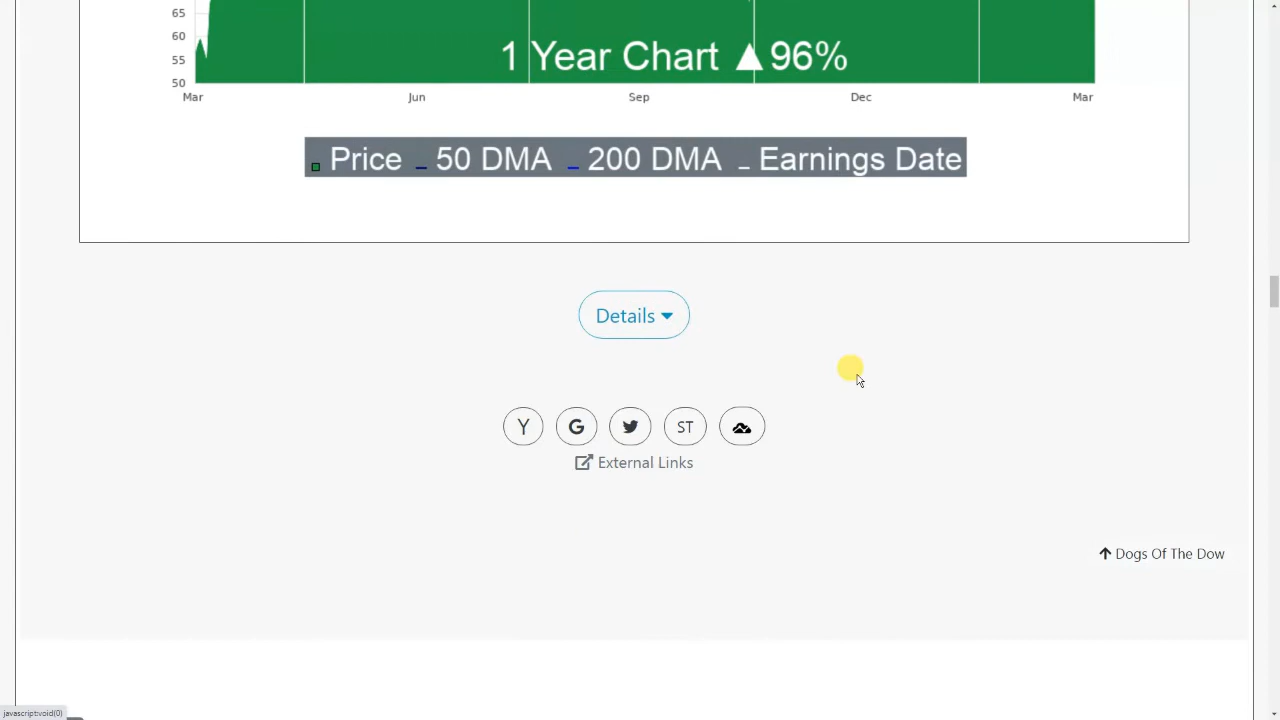 65
60
55
50
1 Year Chart ▲96%
Mar Jun Sep Dec Mar
Price 50 DMA 200 DMA Earnings Date
Details
Y G ST
External Links
Dogs Of The Dow
javascript:void(0)